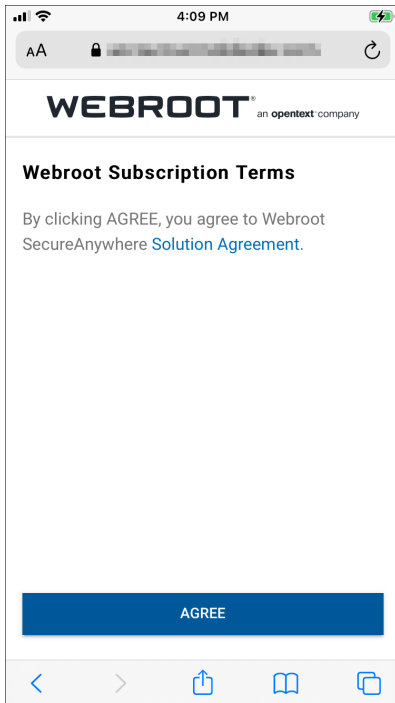 4:09 PM
AA
WEBROOT® an opentext™ company
Webroot Subscription Terms
By clicking AGREE, you agree to Webroot
SecureAnywhere Solution Agreement.
AGREE